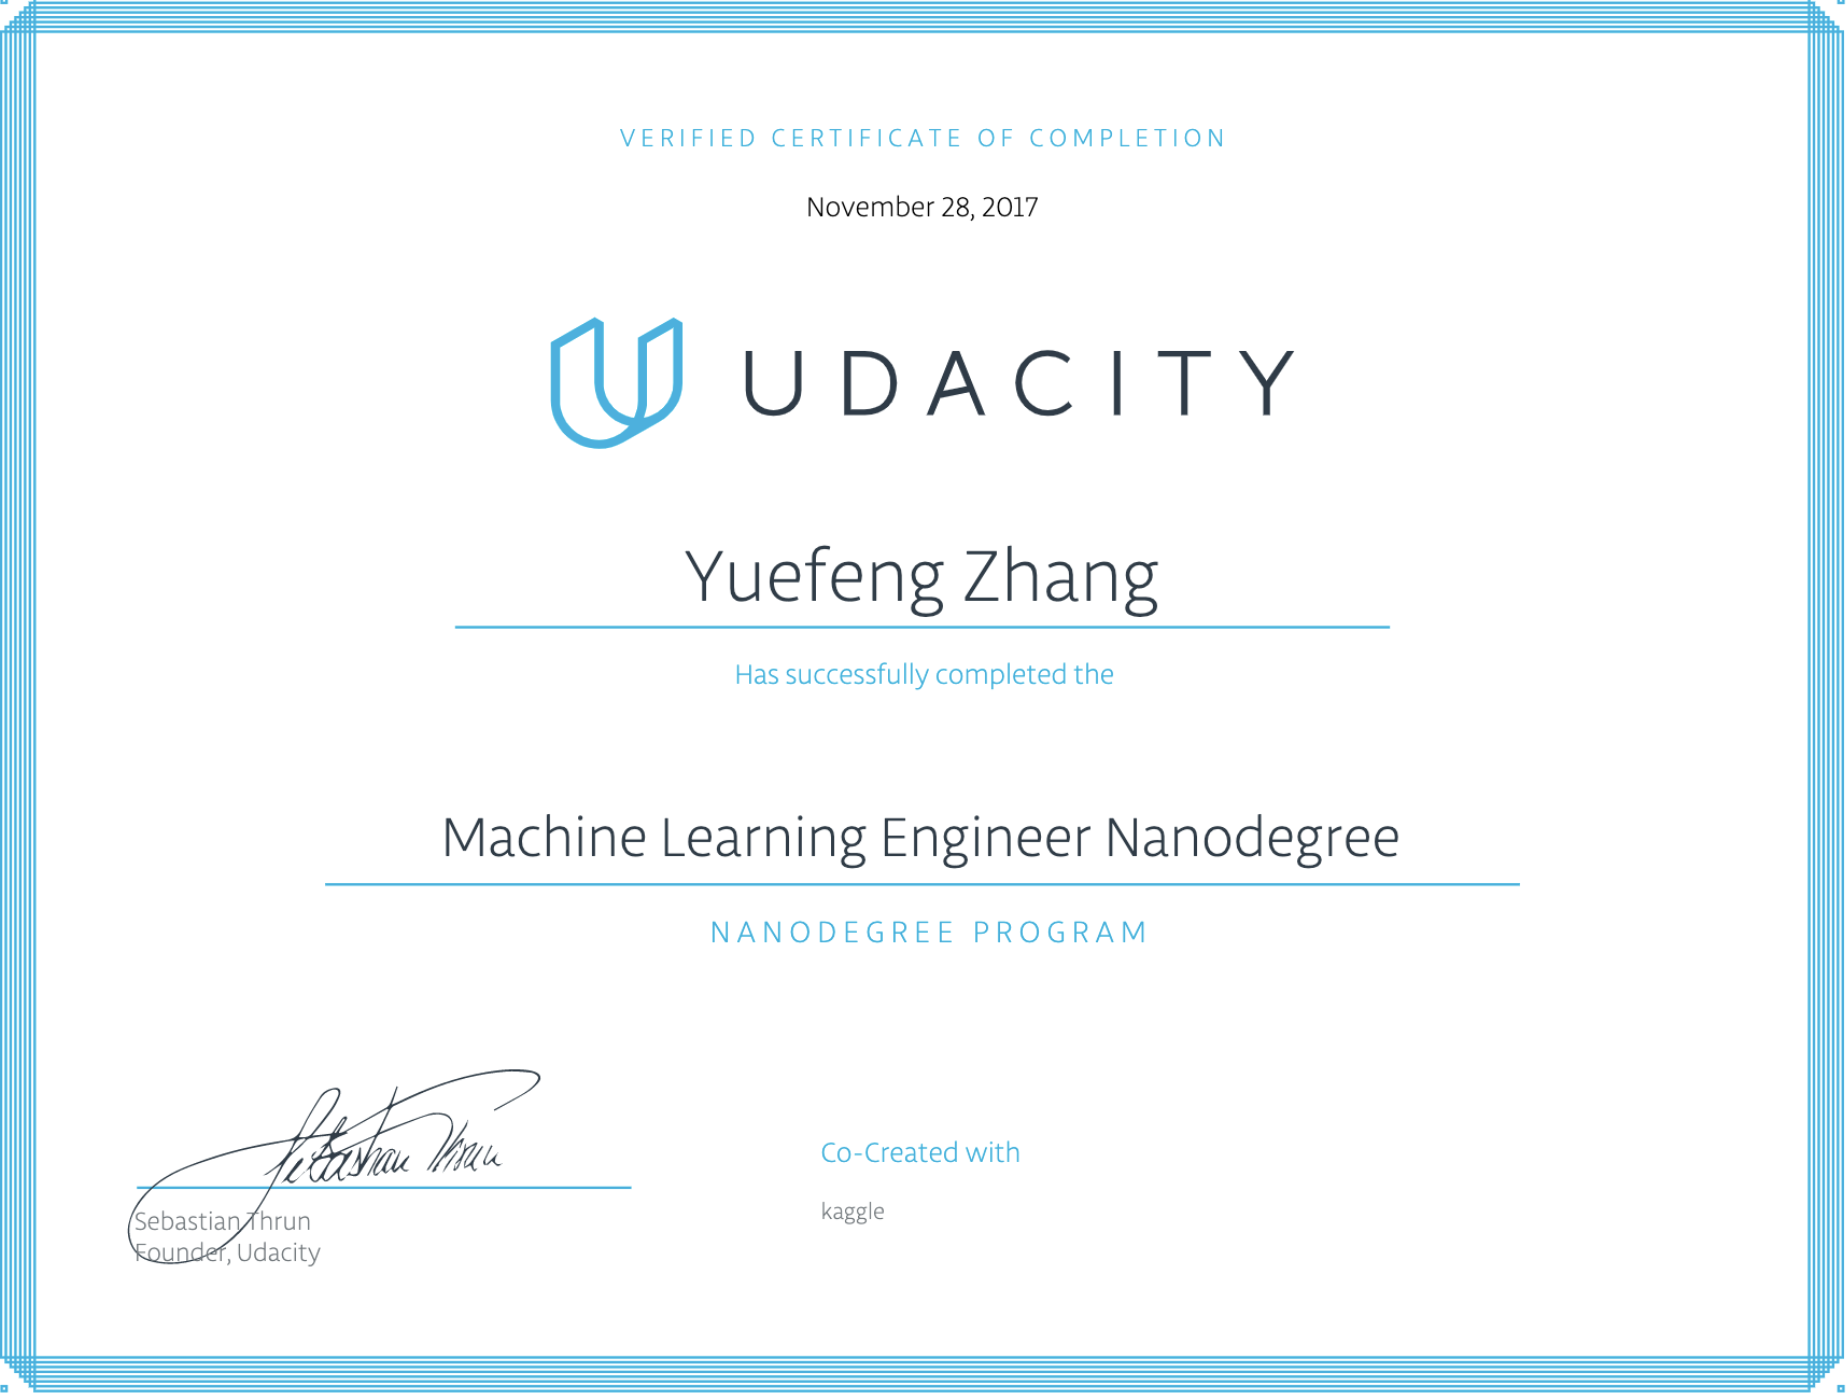 VERIFIED CERTIFICATE OF COMPLETION
November 28, 2017
UDACITY
Yuefeng Zhang
Has successfully completed the
Machine Learning Engineer Nanodegree
NANODEGREE PROGRAM
Sebastian Thrun
Sebastian Thrun
Founder, Udacity
Co-Created with
kaggle